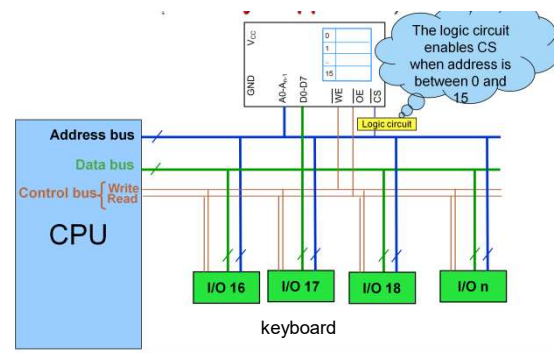 The logic circuit
enables CS
when address is
between 0 and
15
VCC
GND
0
1
..
15
A0-An-1
D0-D7
WE
OE
CS
Logic circuit
Address bus
Data bus
Control bus
Write
Read
CPU
I/O 16
I/O 17
I/O 18
I/O n
keyboard